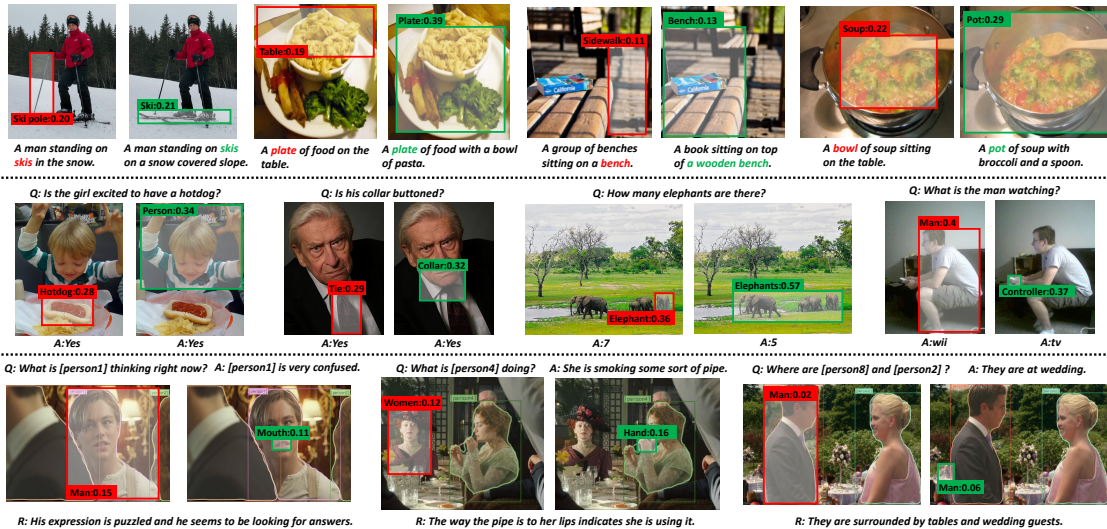 Ski pole:0.20
Ski:0.21
Table:0.19
Plate:0.39
Sidewalk:0.11
California
Bench:0.13
California
Soup:0.22
Pot:0.29
A man standing on
skis in the snow.
A man standing on skis
on a snow covered slope.
A plate of food on the
table.
A plate of food with a bowl
of pasta.
A group of benches
sitting on a bench.
A book sitting on top
of a wooden bench.
A bowl of soup sitting
on the table.
A pot of soup with
broccoli and a spoon.
Q: Is the girl excited to have a hotdog?
Q: Is his collar buttoned?
Q: How many elephants are there?
Q: What is the man watching?
Hotdog:0.28
Person:0.34
Tie:0.29
Collar:0.32
Elephant:0.36
Elephants:0.57
Man:0.4
Controller:0.37
A:Yes
A:Yes
A:Yes
A:Yes
A:7
A:5
A:wii
A:tv
Q: What is [person1] thinking right now?
A: [person1] is very confused.
Q: What is [person4] doing?
A: She is smoking some sort of pipe.
Q: Where are [person8] and [person2] ?
A: They are at wedding.
Man:0.15
Mouth:0.11
Women:0.12
Hand:0.16
Man:0.02
Man:0.06
R: His expression is puzzled and he seems to be looking for answers.
R: The way the pipe is to her lips indicates she is using it.
R: They are surrounded by tables and wedding guests.